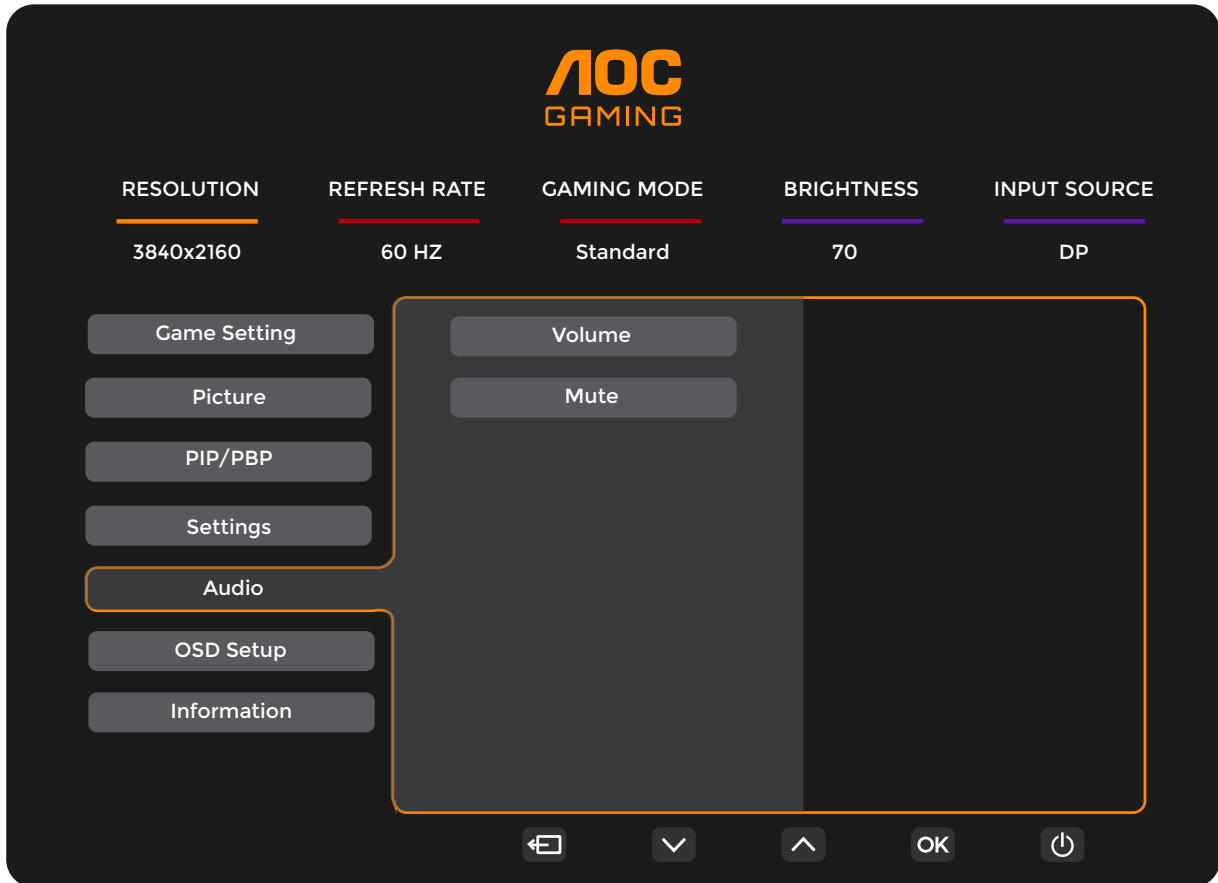 AOC
GAMING
RESOLUTION REFRESH RATE GAMING MODE BRIGHTNESS INPUT SOURCE
3840x2160 60 HZ Standard 70 DP
Game Setting Volume
Picture Mute
PIP/PBP
Settings
Audio
OSD Setup
Information
OK